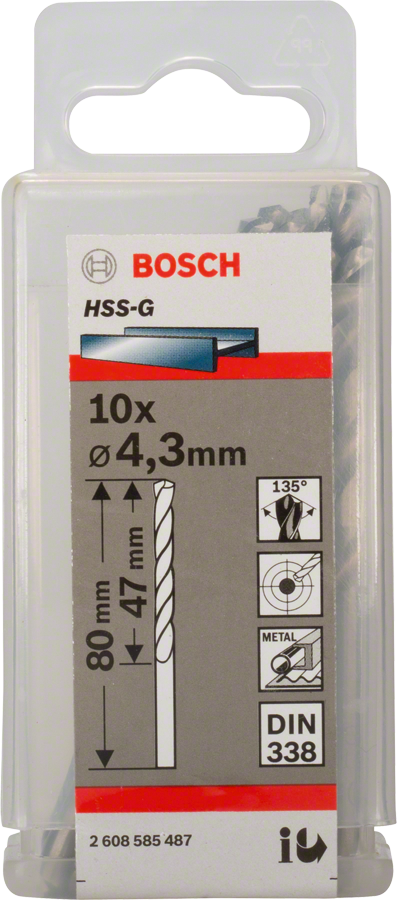 BOSCH
HSS-G
10x
ø 4,3mm
80 mm
47 mm
135°
METAL
DIN
338
2 608 585 487